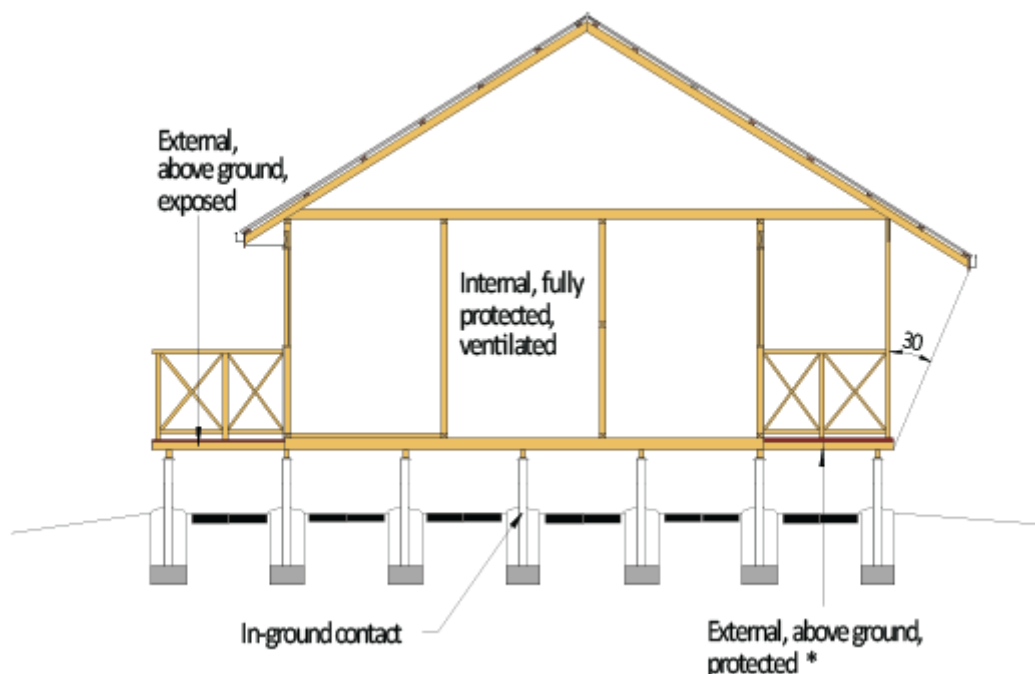 External,
above ground,
exposed
Internal, fully
protected,
ventilated
30
In-ground contact
External, above ground,
protected *